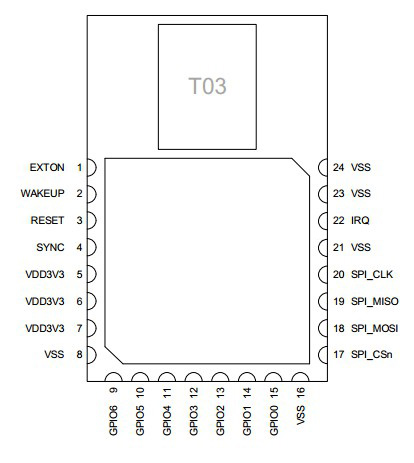 T03
EXTON 1
WAKEUP 2
RESET 3
SYNC 4
VDD3V3 5
VDD3V3 6
VDD3V3 7
VSS 8
24 VSS
23 VSS
22 IRQ
21 VSS
20 SPI_CLK
19 SPI_MISO
18 SPI_MOSI
17 SPI_CSn
GPIO6 9
GPIO5 10
GPIO4 11
GPIO3 12
GPIO2 13
GPIO1 14
GPIO0 15
VSS 16